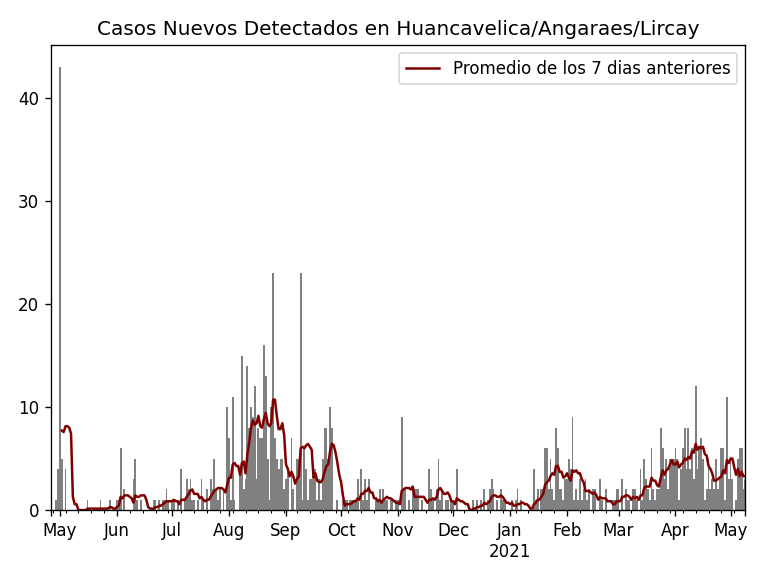 Casos Nuevos Detectados en Huancavelica/Angaraes/Lircay
Promedio de los 7 dias anteriores
40
30
20
10
0
May Jun Jul Aug Sep Oct Nov Dec Jan Feb Mar Apr May
2021